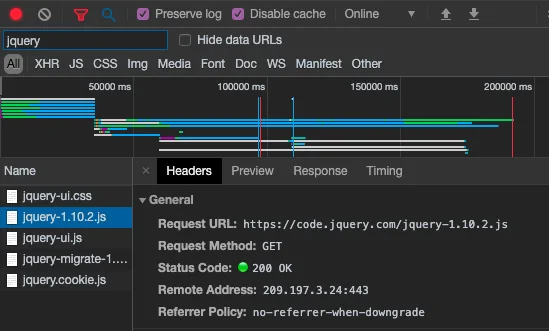 Preserve log Disable cache Online
jquery Hide data URLs
All XHR JS CSS Img Media Font Doc WS Manifest Other
50000 ms 100000 ms 150000 ms 200000 ms
Name × Headers Preview Response Timing
jquery-ui.css
jquery-1.10.2.js
jquery-ui.js
jquery-migrate-1....
jquery.cookie.js
General
Request URL: https://code.jquery.com/jquery-1.10.2.js
Request Method: GET
Status Code: 200 OK
Remote Address: 209.197.3.24:443
Referrer Policy: no-referrer-when-downgrade